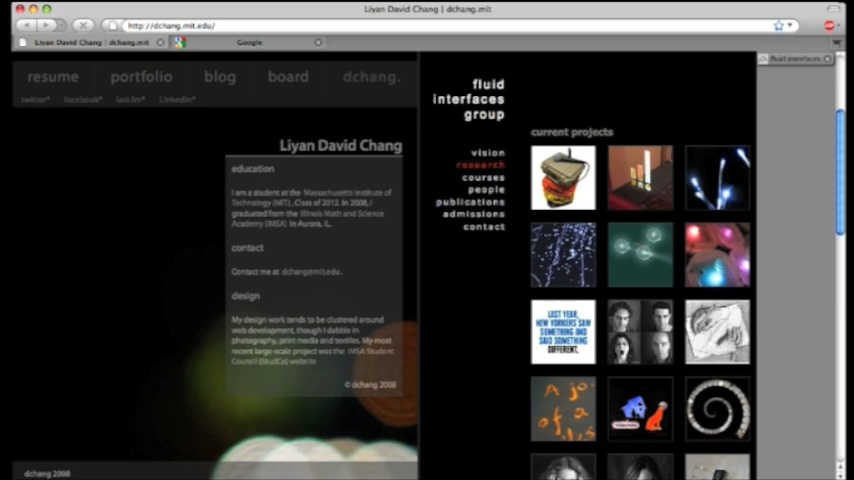 Liyan David Chang | dchang.mit
http://dchang.mit.edu/
Liyan David Chang | dchang.mit
Google
fluid interfaces
resume
portfolio
blog
board
dchang.
twitter*
facebook*
last.fm*
LinkedIn*
Liyan David Chang
education
I am a student at the Massachusetts Institute of
Technology (MIT), Class of 2012. In 2008, I
graduated from the Illinois Math and Science
Academy (IMSA) in Aurora, IL.
contact
Contact me at dchang@mit.edu.
design
My design work tends to be clustered around
web development, though I dabble in
photography, print media and textiles. My most
recent large-scale project was the IMSA Student
Council (StudCo) website
© dchang 2008
dchang 2008
fluid
interfaces
group
vision
research
courses
people
publications
admissions
contact
current projects
LAST YEAR,
NEW YORKERS SAW
SOMETHING AND
SAID SOMETHING
DIFFERENT.
A jo
of a